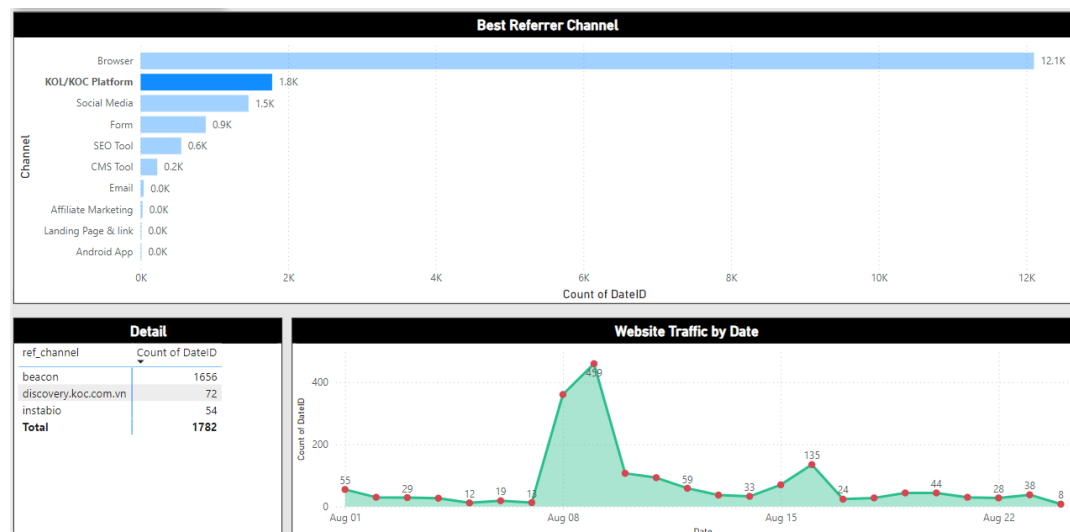 Best Referrer Channel
Channel
Browser 12.1K
KOL/KOC Platform 1.8K
Social Media 1.5K
Form 0.9K
SEO Tool 0.6K
CMS Tool 0.2K
Email 0.0K
Affiliate Marketing 0.0K
Landing Page & link 0.0K
Android App 0.0K
0K 2K 4K 6K 8K 10K 12K
Count of DateID
Detail
ref_channel Count of DateID
beacon 1656
discovery.koc.com.vn 72
instabio 54
Total 1782
Website Traffic by Date
Count of DateID
400
200
0
55 29 12 19 13 459 59 33 135 24 44 28 38 8
Aug 01 Aug 08 Aug 15 Aug 22
Date